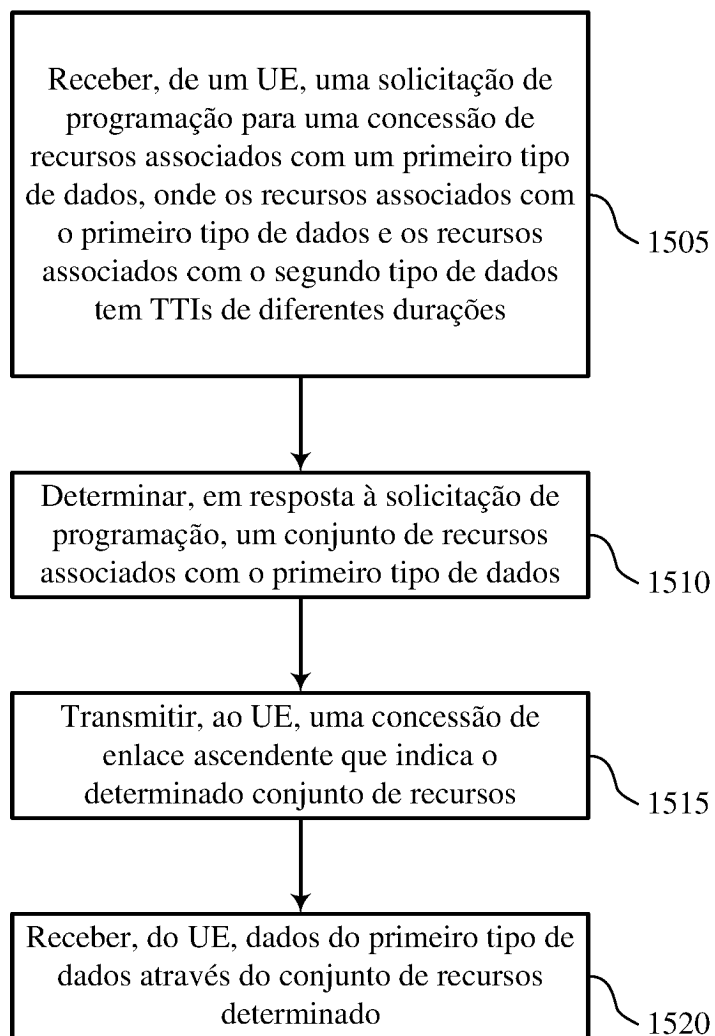 Receber, de um UE, uma solicitação de
programação para uma concessão de
recursos associados com um primeiro tipo
de dados, onde os recursos associados com
o primeiro tipo de dados e os recursos
associados com o segundo tipo de dados
tem TTIs de diferentes durações
1505
Determinar, em resposta à solicitação de
programação, um conjunto de recursos
associados com o primeiro tipo de dados
1510
Transmitir, ao UE, uma concessão de
enlace ascendente que indica o
determinado conjunto de recursos
1515
Receber, do UE, dados do primeiro tipo de
dados através do conjunto de recursos
determinado
1520